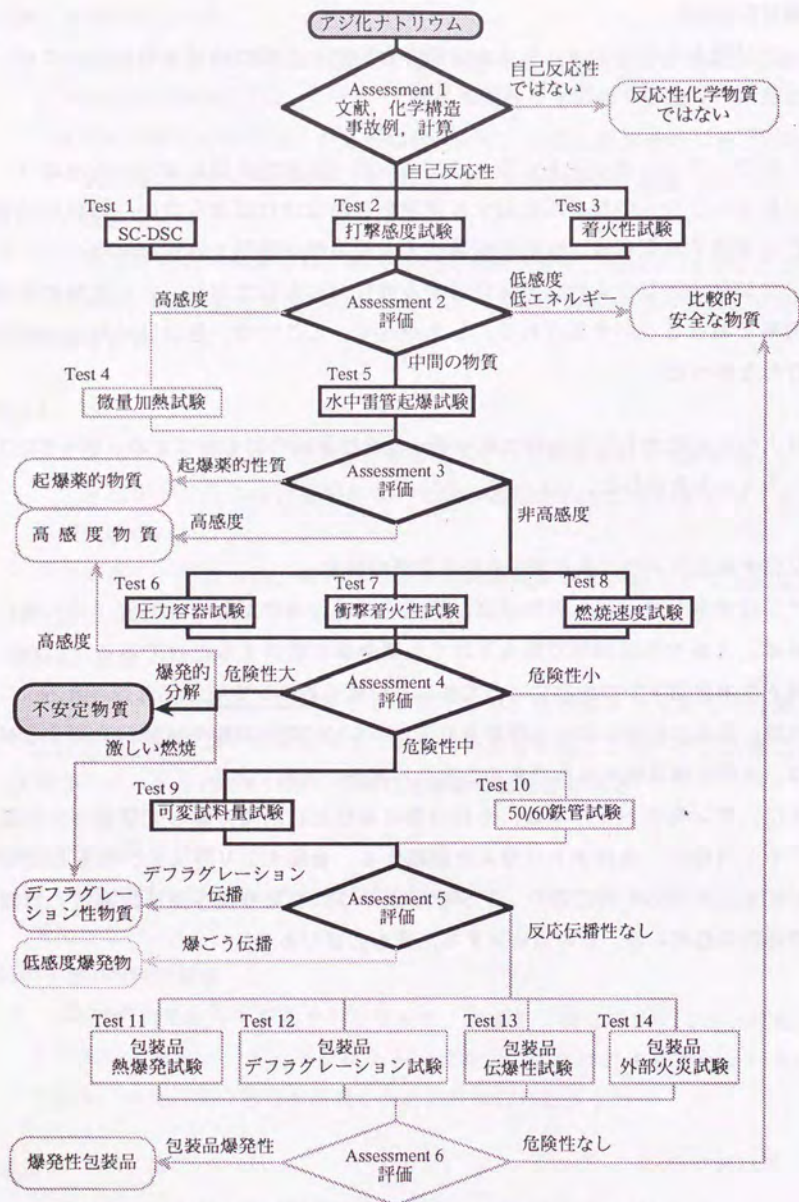 アジ化ナトリウム
Assessment 1
文献，化学構造
事故例，計算
自己反応性
ではない
反応性化学物質
ではない
自己反応性
Test 1
SC-DSC
Test 2
打撃感度試験
Test 3
着火性試験
高感度
Assessment 2
評価
低感度
低エネルギー
比較的
安全な物質
中間の物質
Test 4
微量加熱試験
Test 5
水中雷管起爆試験
起爆薬的物質
起爆薬的性質
Assessment 3
評価
高感度物質
高感度
非高感度
Test 6
圧力容器試験
Test 7
衝撃着火性試験
Test 8
燃焼速度試験
高感度
爆発的
分解
危険性大
Assessment 4
評価
危険性小
不安定物質
激しい燃焼
危険性中
Test 9
可変試料量試験
Test 10
50/60鉄管試験
デフラグレー
ション性物質
デフラグレーション
伝播
Assessment 5
評価
反応伝播性なし
低感度爆発物
爆ごう伝播
Test 11
包装品
熱爆発試験
Test 12
包装品
デフラグレーション試験
Test 13
包装品
伝爆性試験
Test 14
包装品
外部火災試験
爆発性包装品
包装品爆発性
Assessment 6
評価
危険性なし